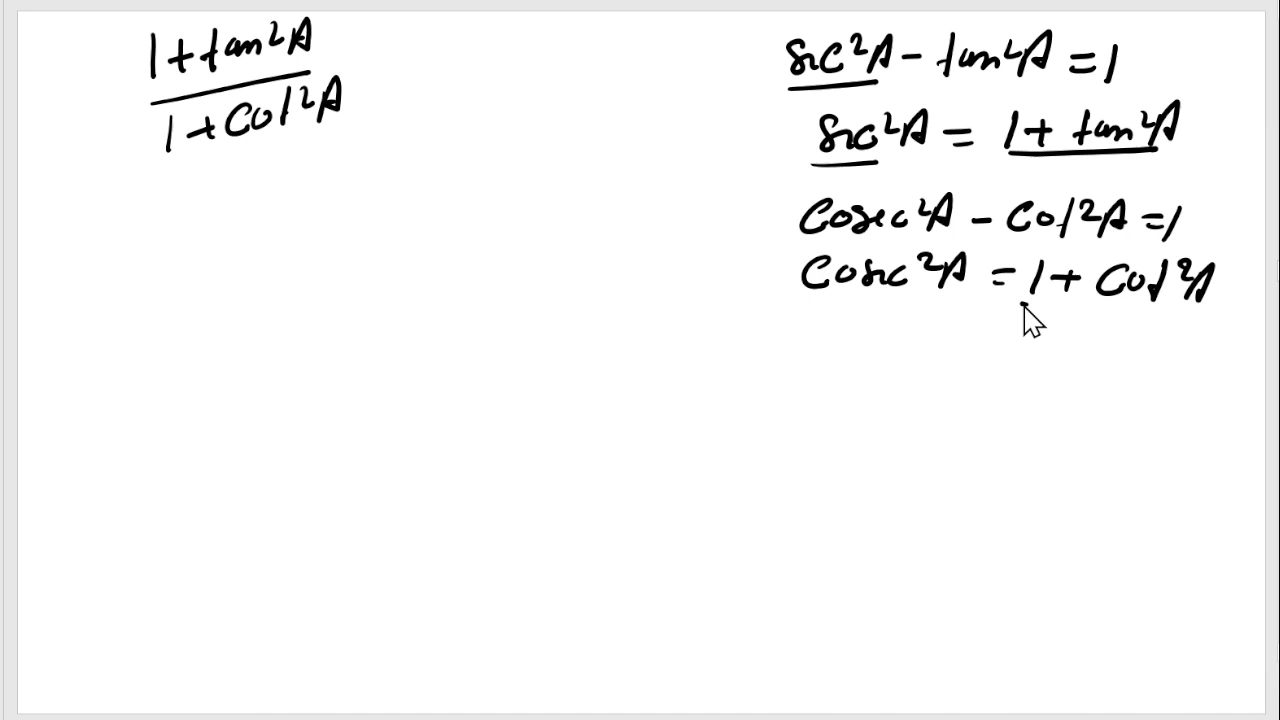 1 + tan²A
1 + Cot²A
sec²A - tan²A = 1
sec²A = 1 + tan²A
Cosec²A - Cot²A = 1
Cosec²A = 1 + Cot²A